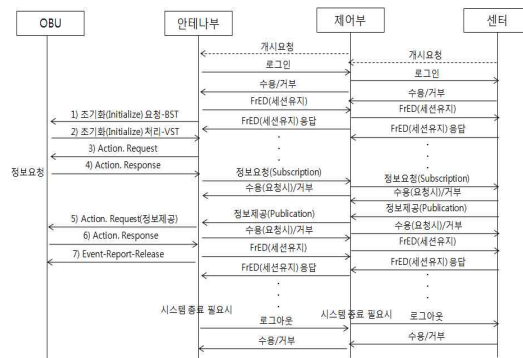 OBU 안테나부 제어부 센터
개시요청
개시요청
로그인
로그인
수용/거부
수용/거부
FrED(세션유지)
FrED(세션유지)
1) 초기화(Initialize) 요청-BST
FrED(세션유지) 응답
FrED(세션유지) 응답
2) 초기화(Initialize) 처리-VST
3) Action. Request
정보요청
4) Action. Response
정보요청(Subscription)
정보요청(Subscription)
수용(요청시)/거부
수용(요청시)/거부
정보제공(Publication)
정보제공(Publication)
5) Action. Request(정보제공)
수용(요청시)/거부
수용(요청시)/거부
6) Action. Response
FrED(세션유지)
FrED(세션유지)
7) Event-Report-Release
FrED(세션유지) 응답
FrED(세션유지) 응답
시스템 종료 필요시
시스템 종료 필요시
로그아웃
로그아웃
수용/거부
수용/거부